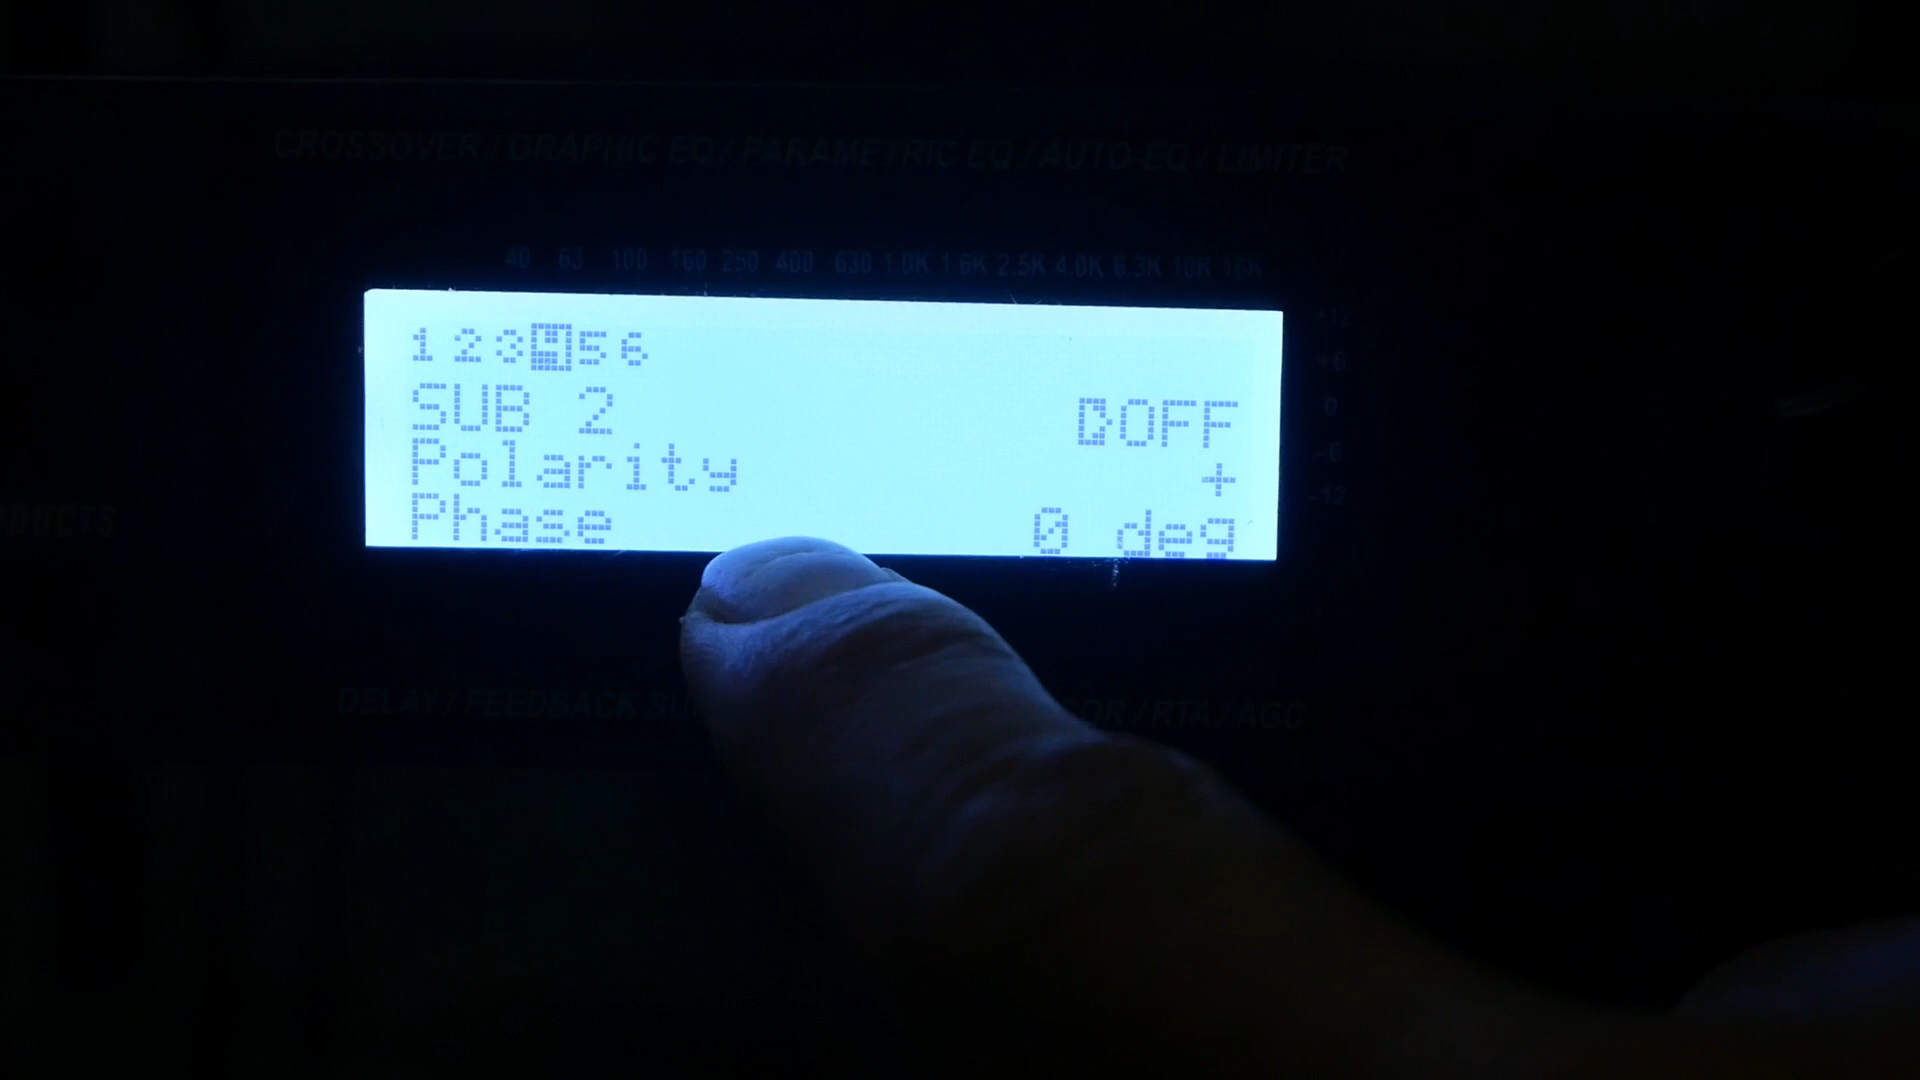 CROSSOVER / GRAPHIC EQ / PARAMETRIC EQ / AUTO-EQ / LIMITER
40 63 100 160 250 400 630 1.0K 1.6K 2.5K 4.0K 6.3K 10K 16K
1 2 3 4 5 6
SUB 2 OFF
Polarity +
Phase 0 deg
+12
+6
0
-6
-12
DELAY / FEEDBACK / RTA / AGC